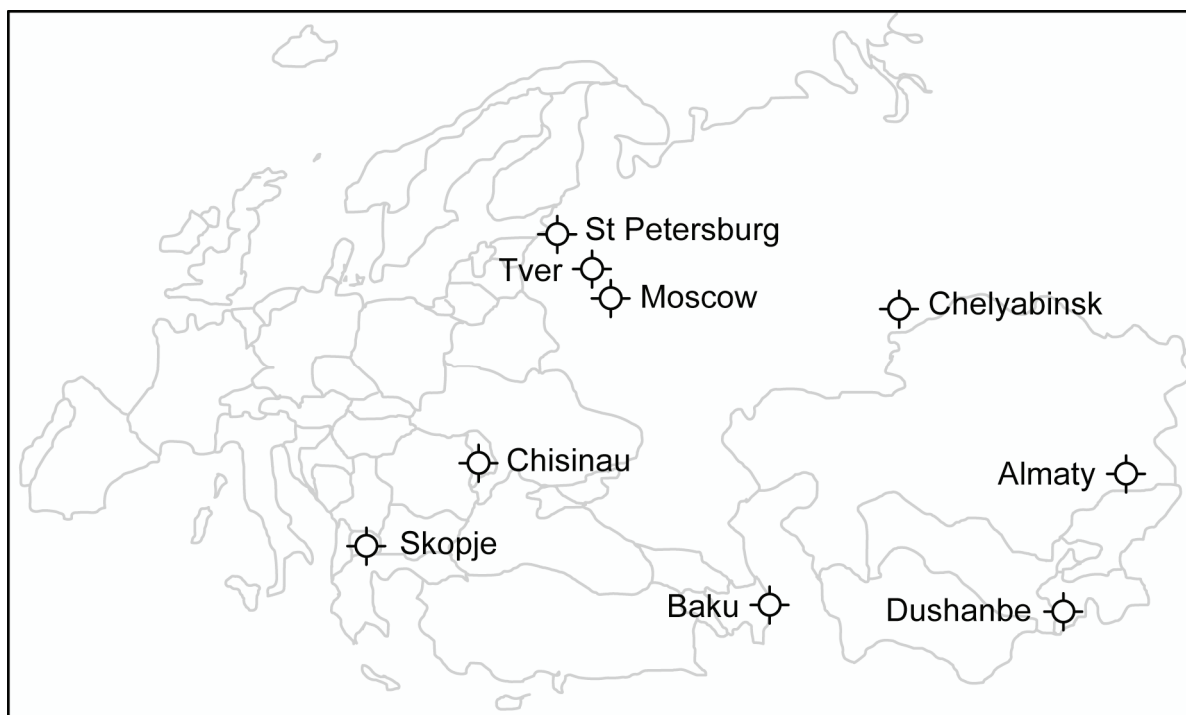 St Petersburg
Tver
Moscow
Chelyabinsk
Chisinau
Almaty
Skopje
Baku
Dushanbe